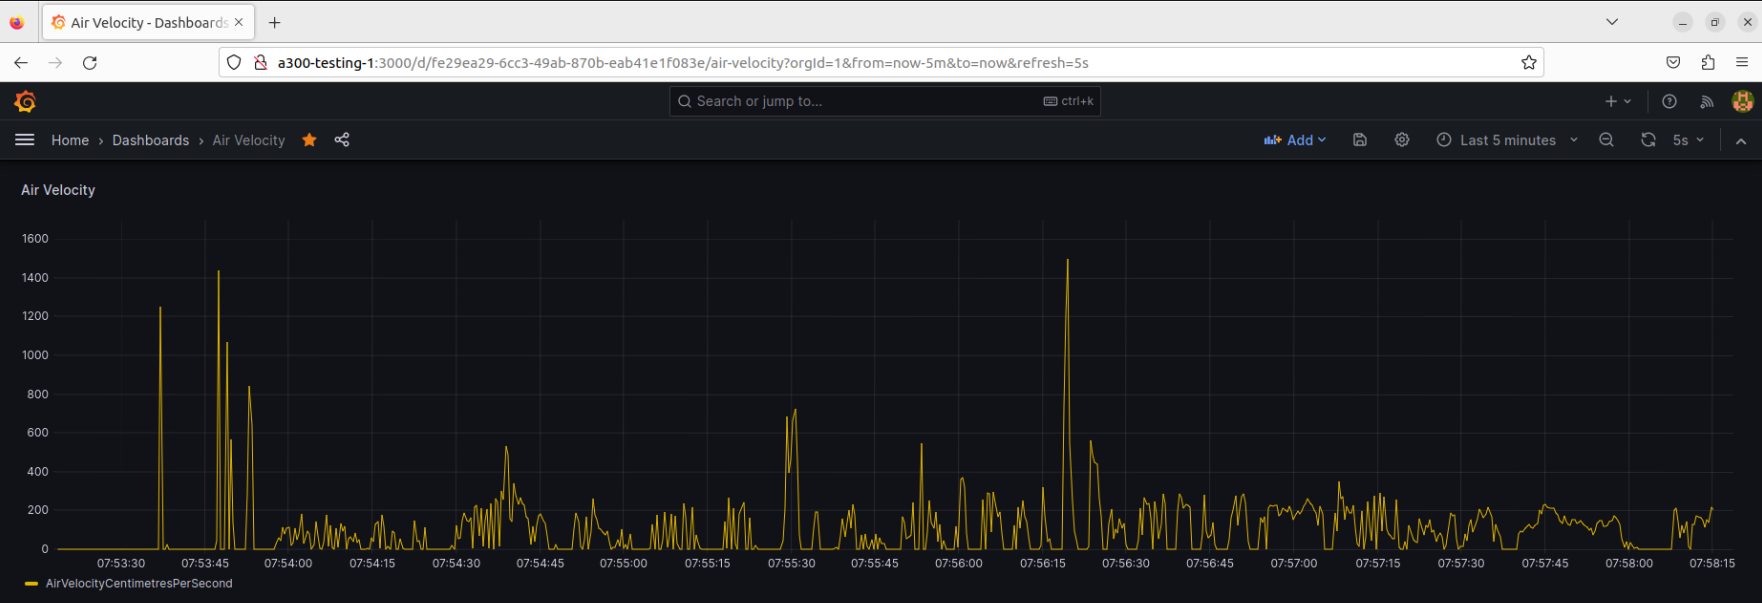 Air Velocity - Dashboards
a300-testing-1:3000/d/fe29ea29-6cc3-49ab-870b-eab41e1f083e/air-velocity?orgId=1&from=now-5m&to=now&refresh=5s
Search or jump to... ctrl+k
Home › Dashboards › Air Velocity Add Last 5 minutes 5s
Air Velocity
1600
1400
1200
1000
800
600
400
200
0
07:53:30 07:53:45 07:54:00 07:54:15 07:54:30 07:54:45 07:55:00 07:55:15 07:55:30 07:55:45 07:56:00 07:56:15 07:56:30 07:56:45 07:57:00 07:57:15 07:57:30 07:57:45 07:58:00 07:58:15
AirVelocityCentimetresPerSecond